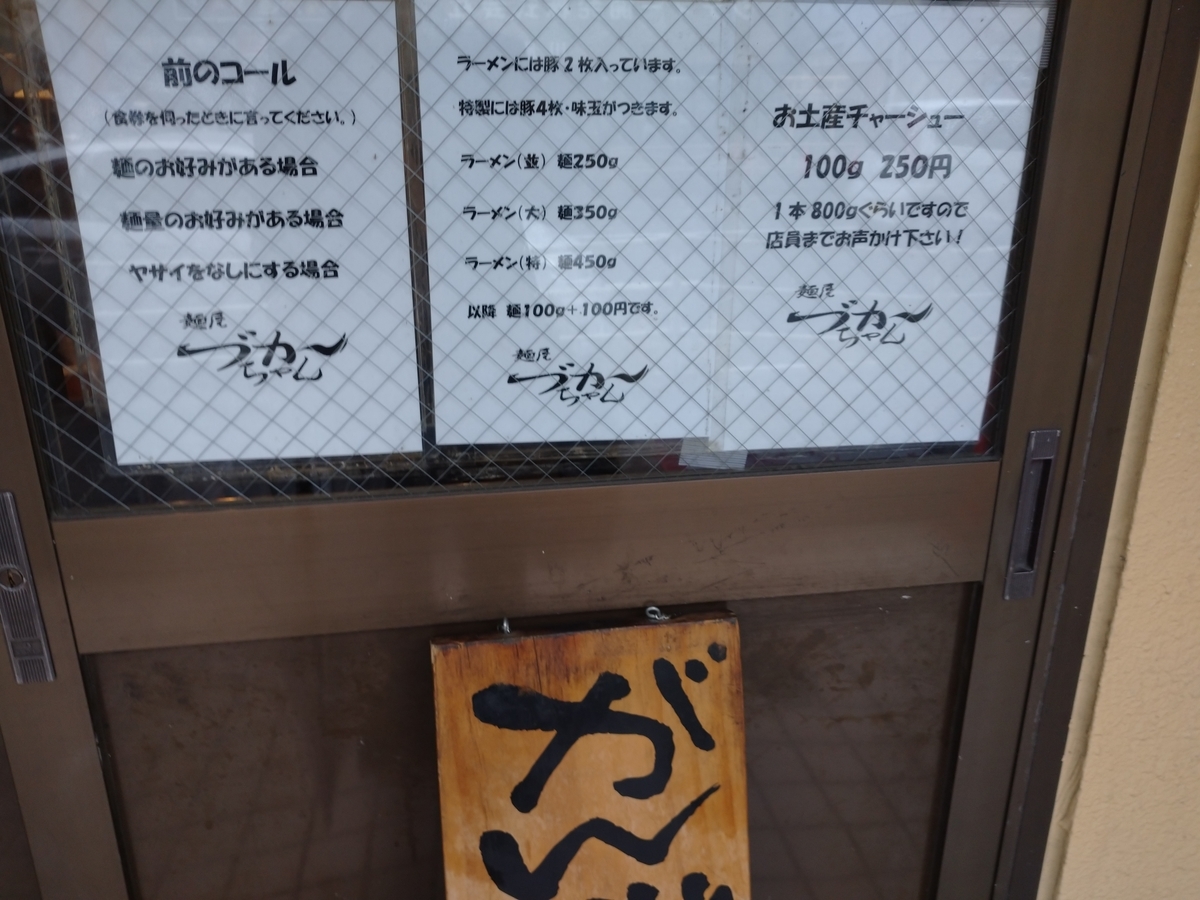 前のコール
(食券を伺ったときに言ってください。)
麺のお好みがある場合
麺量のお好みがある場合
ヤサイをなしにする場合
麺屋
づカーちゃん
ラーメンには豚2枚入っています。
特製には豚4枚・味玉がつきます。
ラーメン(並) 麺250g
ラーメン(大) 麺350g
ラーメン(特) 麺450g
以降 麺100g+100円です。
麺屋
づカーちゃん
お土産チャーシュー
100g 250円
1本800gぐらいですので
店員までお声かけ下さい!
麺屋
づカーちゃん
がん